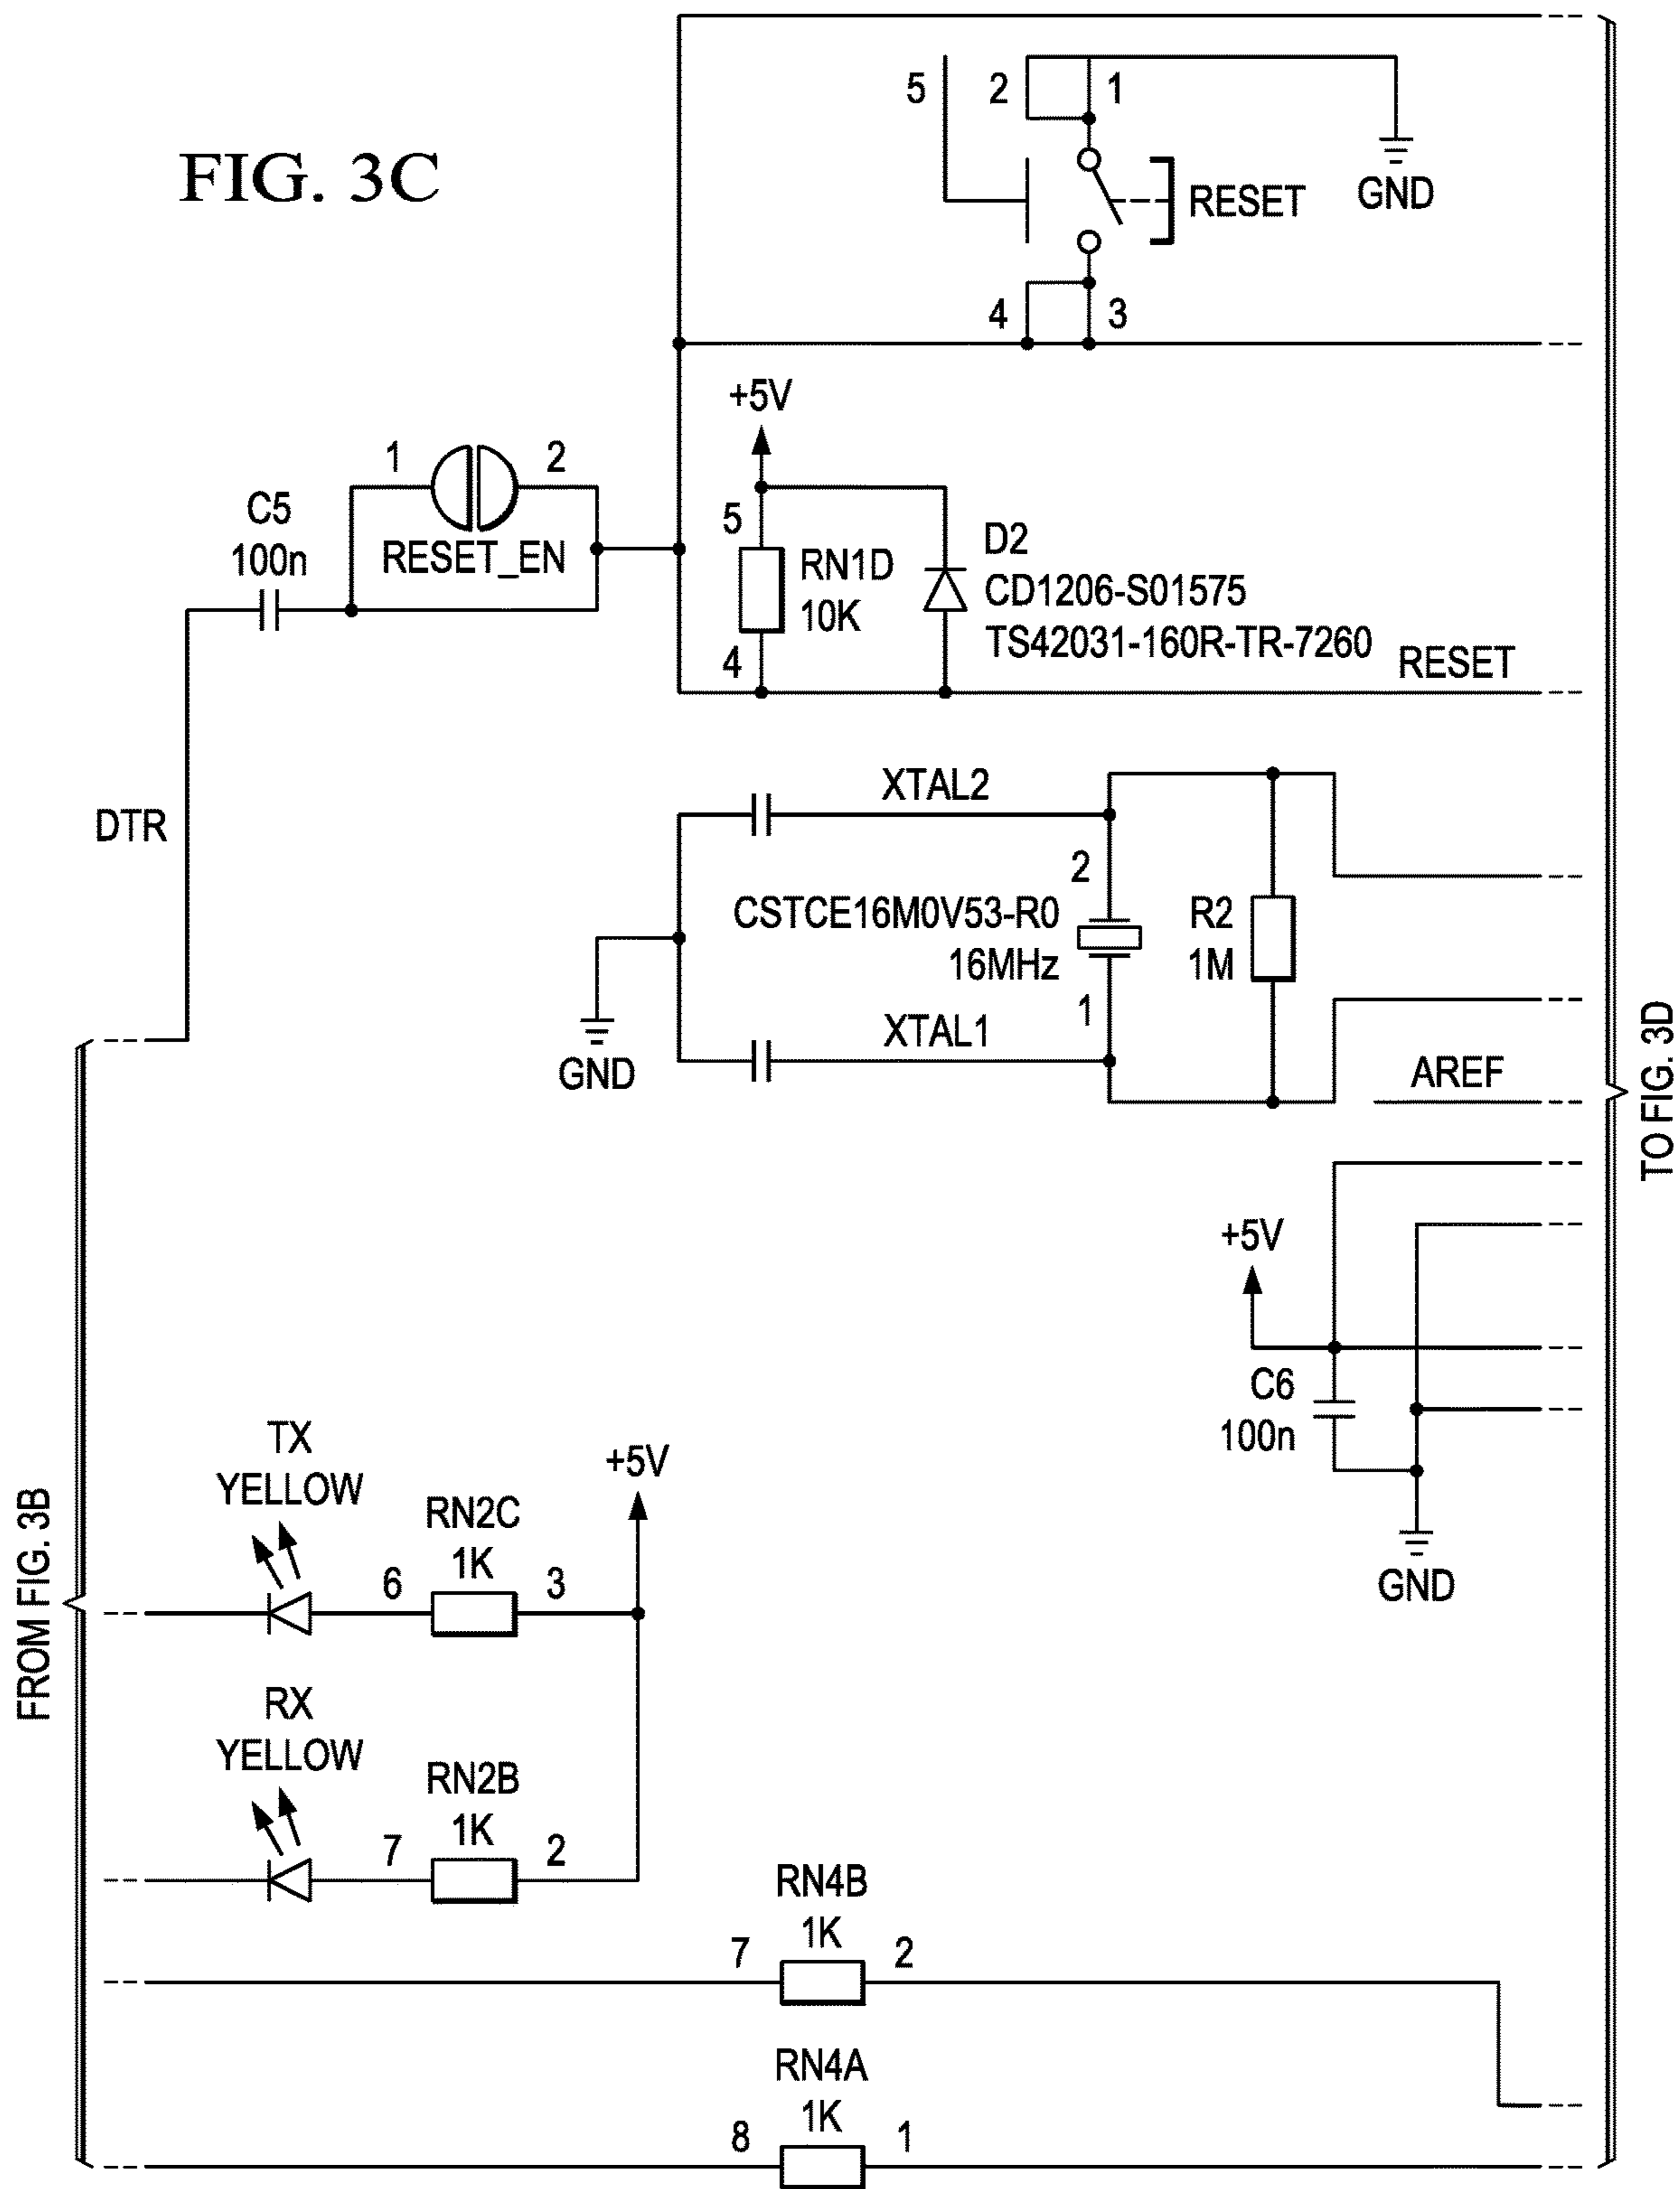 FIG. 3C
5
2
1
GND
RESET
4
3
+5V
1
2
C5
100n
RESET_EN
5
RN1D
10K
4
D2
CD1206-S01575
TS42031-160R-TR-7260
RESET
DTR
XTAL2
2
CSTCE16M0V53-R0
16MHz
1
R2
1M
XTAL1
GND
AREF
TO FIG. 3D
+5V
C6
100n
GND
FROM FIG. 3B
TX
YELLOW
RN2C
1K
6
3
+5V
RX
YELLOW
RN2B
1K
7
2
RN4B
1K
7
2
RN4A
1K
8
1